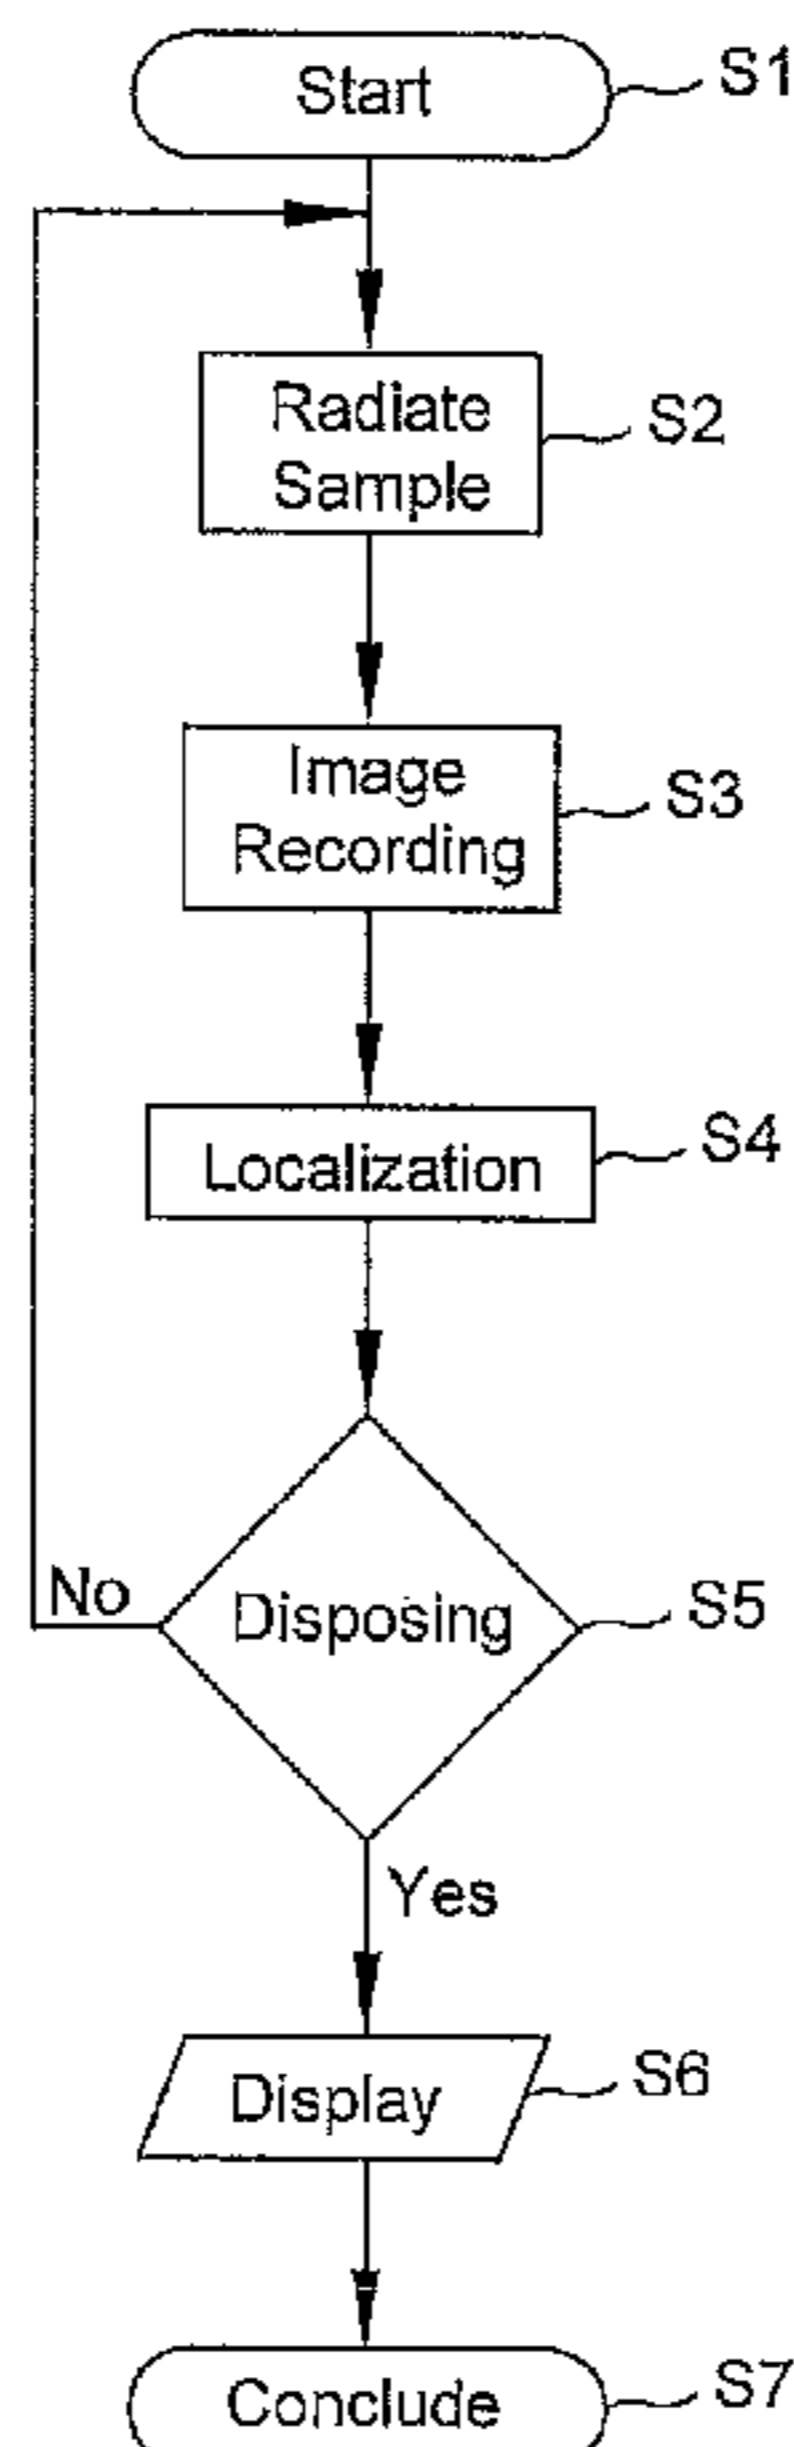 Start
S1
Radiate
Sample
S2
Image
Recording
S3
Localization
S4
No
Disposing
S5
Yes
Display
S6
Conclude
S7